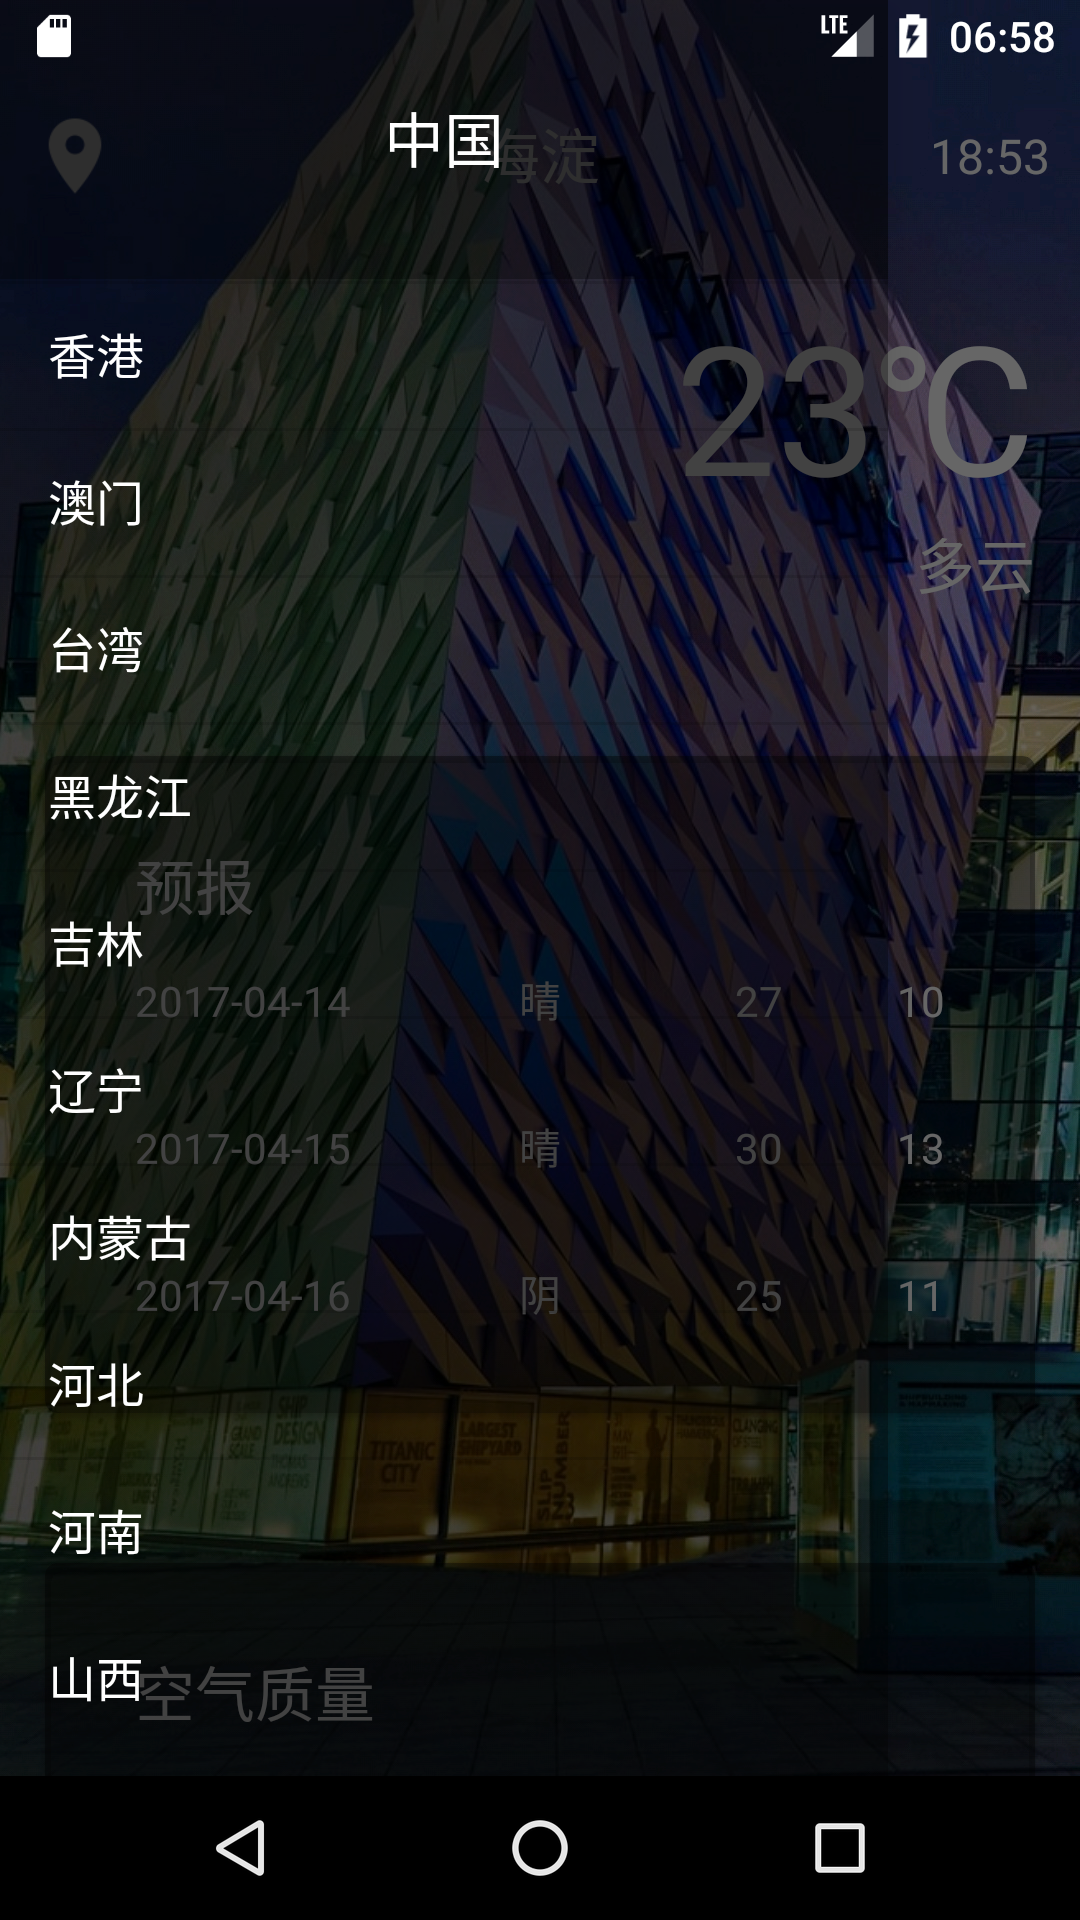 LTE 06:58
中国
海淀
18:53
香港
23℃
澳门
多云
台湾
黑龙江
预报
吉林
2017-04-14 晴 27 10
辽宁
2017-04-15 晴 30 13
内蒙古
2017-04-16 阴 25 11
河北
SHIP DESIGN
GRAND SCALE
THOMAS ANDREWS
TITANIC CITY
LARGEST SHIPYARD
SLIP NUMBER
河南
山西
空气质量